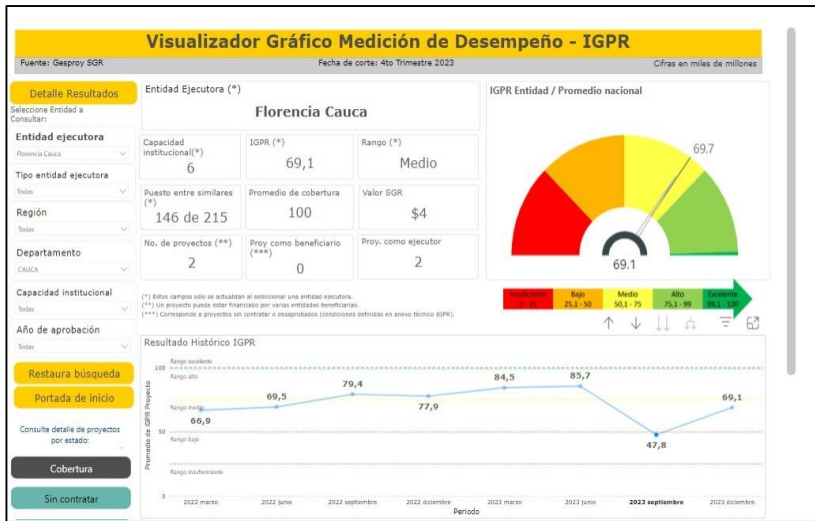 Visualizador Gráfico Medición de Desempeño - IGPR
Fuente: Gesproy SGR
Fecha de corte: 4to Trimestre 2023
Cifras en miles de millones
Detalle Resultados
Seleccione Entidad a
Consultar:
Entidad ejecutora
Florencia Cauca
Tipo entidad ejecutora
Todas
Región
Todas
Departamento
CAUCA
Capacidad institucional
Todas
Año de aprobación
Todas
Restaura búsqueda
Portada de inicio
Consulte detalle de proyectos
por estado:
Cobertura
Sin contratar
Entidad Ejecutora (*)
Florencia Cauca
Capacidad
institucional(*)
6
IGPR (*)
69,1
Rango (*)
Medio
Puesto entre similares
(*)
146 de 215
Promedio de cobertura
100
Valor SGR
$4
No. de proyectos (**)
2
Proy como beneficiario
(***)
0
Proy. como ejecutor
2
(*) Estos campos solo se actualizan al seleccionar una entidad ejecutora.
(**) Un proyecto puede estar financiado por varias entidades beneficiarias.
(***) Corresponde a proyectos sin contratar o desaprobados (condiciones definidas en anexo técnico IGPR).
IGPR Entidad / Promedio nacional
69.7
69.1
Insuficiente
0 - 25
Bajo
25,1 - 50
Medio
50,1 - 75
Alto
75,1 - 99
Excelente
99,1 - 100
Resultado Histórico IGPR
Promedio de IGPR Proyecto
100
50
0
Rango excelente
Rango alto
Rango medio
Rango bajo
Rango insuficiente
66,9
69,5
79,4
77,9
84,5
85,7
47,8
69,1
2022 marzo
2022 junio
2022 septiembre
2022 diciembre
2023 marzo
2023 junio
2023 septiembre
2023 diciembre
Periodo